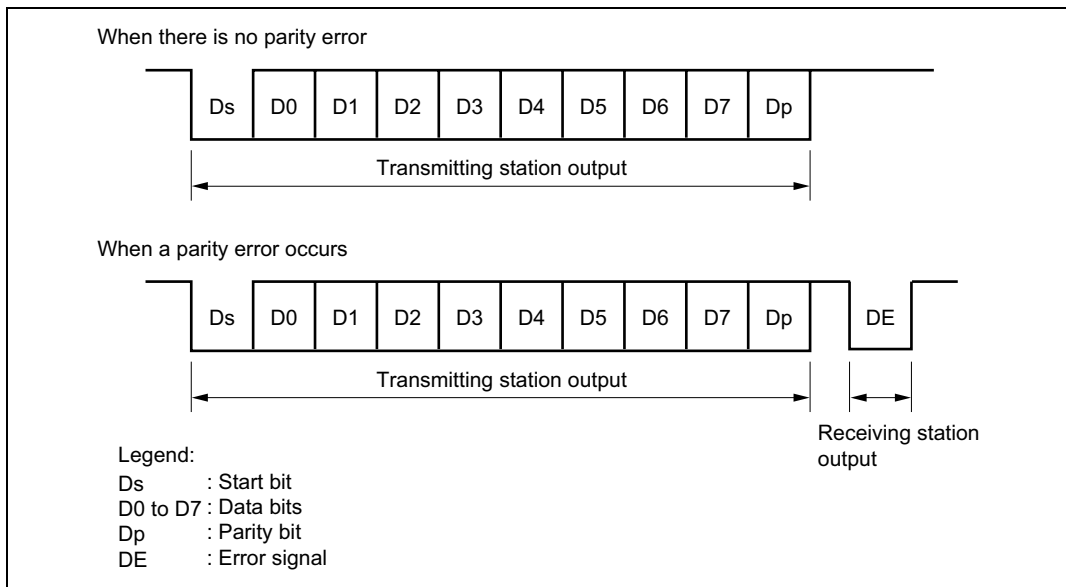 When there is no parity error
Ds D0 D1 D2 D3 D4 D5 D6 D7 Dp
Transmitting station output
When a parity error occurs
Ds D0 D1 D2 D3 D4 D5 D6 D7 Dp DE
Transmitting station output
Receiving station
output
Legend:
Ds : Start bit
D0 to D7 : Data bits
Dp : Parity bit
DE : Error signal